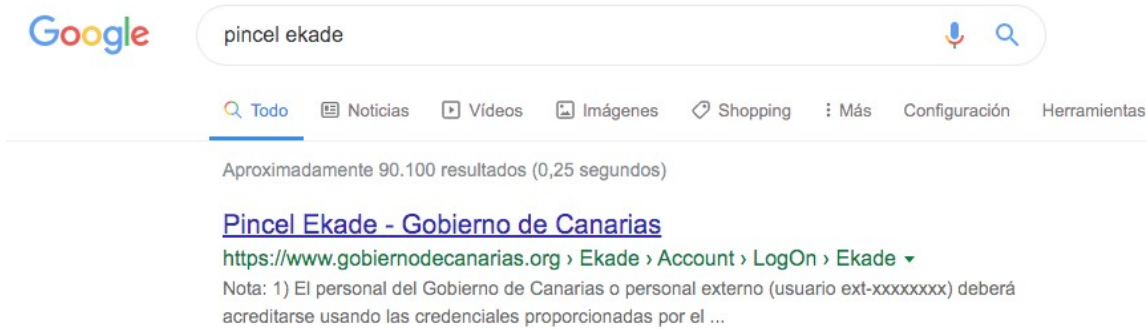 Google
pincel ekade
Todo Noticias Vídeos Imágenes Shopping Más Configuración Herramientas
Aproximadamente 90.100 resultados (0,25 segundos)
Pincel Ekade - Gobierno de Canarias
https://www.gobiernodecanarias.org › Ekade › Account › LogOn › Ekade
Nota: 1) El personal del Gobierno de Canarias o personal externo (usuario ext-xxxxxxxx) deberá
acreditarse usando las credenciales proporcionadas por el ...